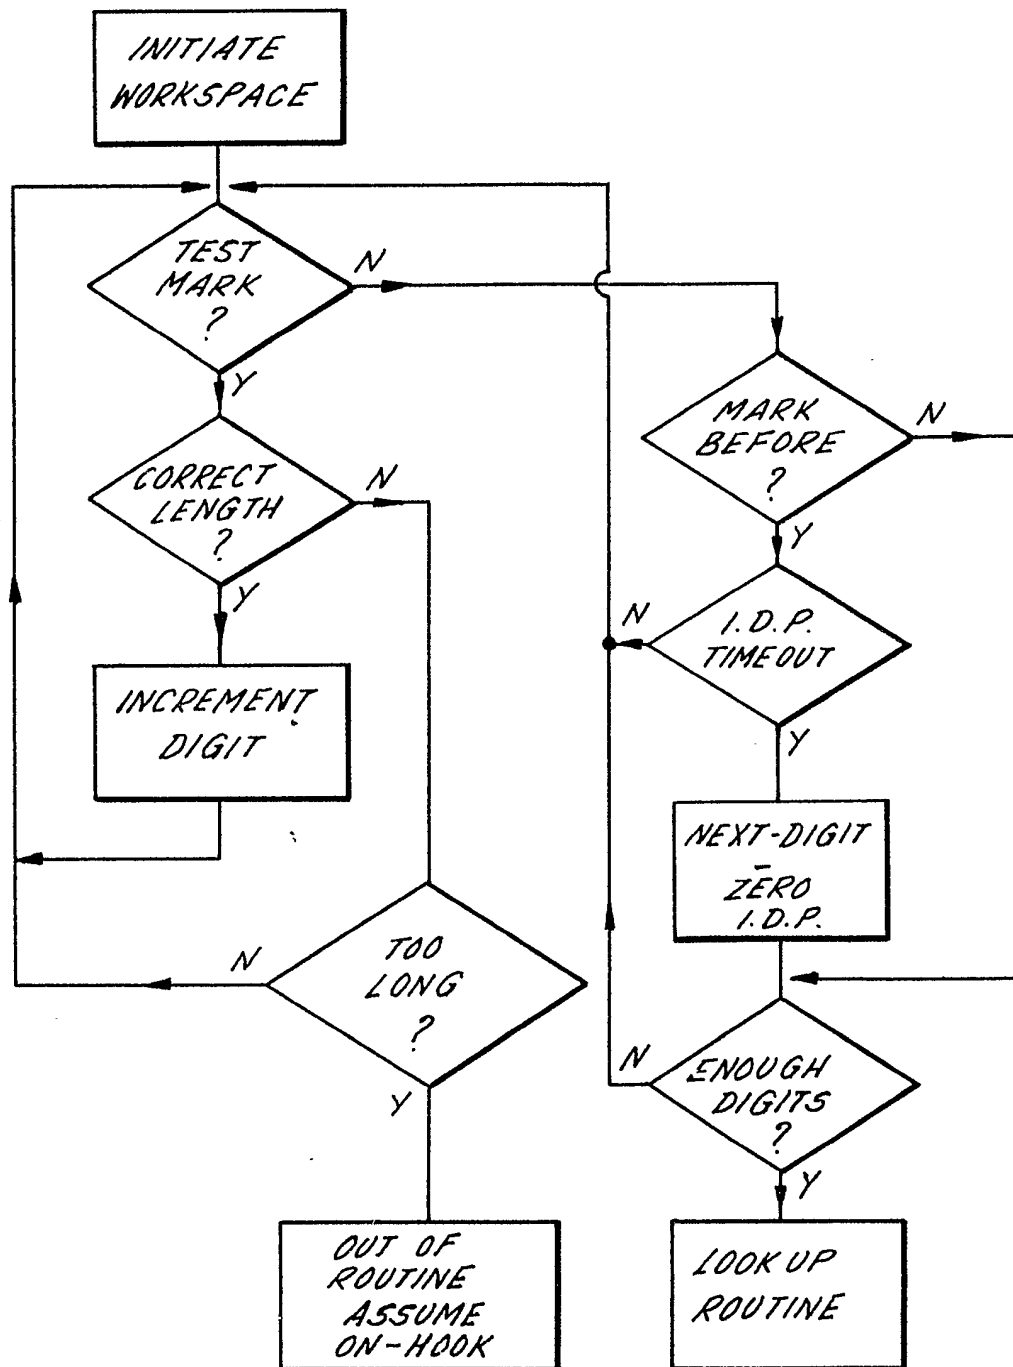 INITIATE
WORKSPACE
TEST
MARK
?
N
Y
MARK
BEFORE
?
N
Y
CORRECT
LENGTH
?
N
Y
I.D.P.
TIMEOUT
N
Y
INCREMENT
DIGIT
NEXT-DIGIT
ZERO
I.D.P.
TOO
LONG
?
N
Y
ENOUGH
DIGITS
?
N
Y
OUT OF
ROUTINE
ASSUME
ON-HOOK
LOOK UP
ROUTINE